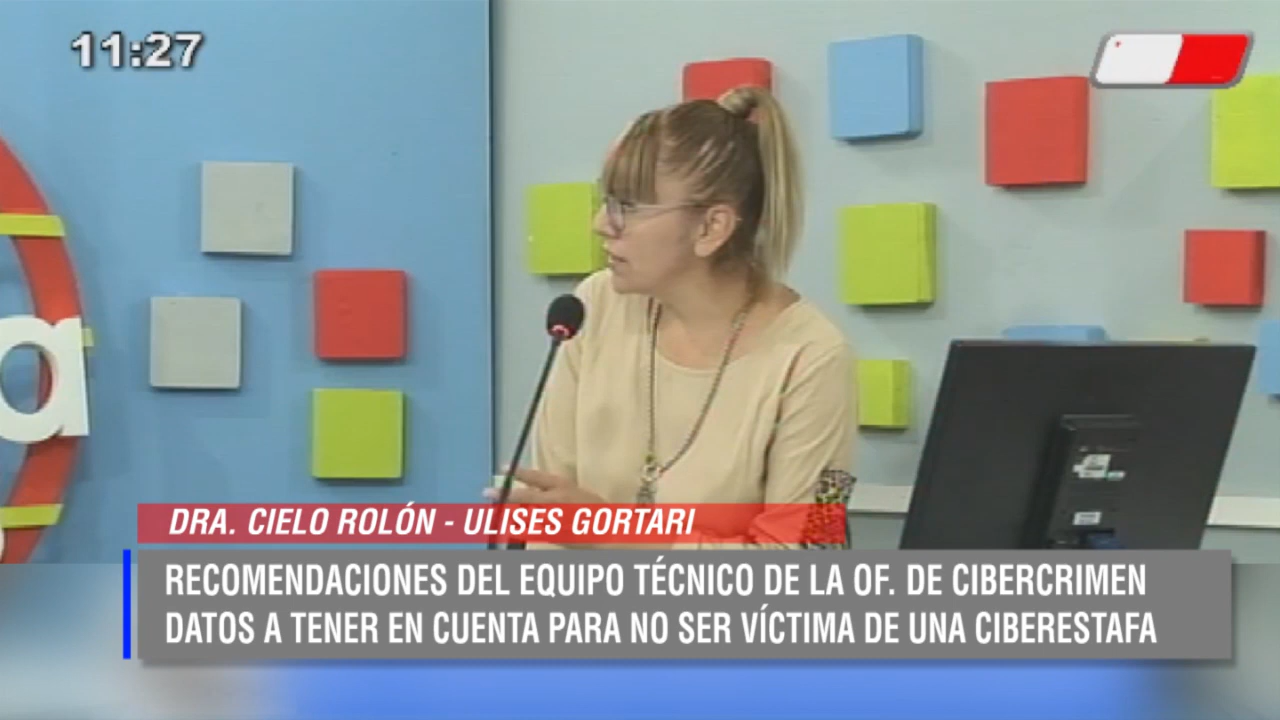 11:27
a
DRA. CIELO ROLÓN - ULISES GORTARI
RECOMENDACIONES DEL EQUIPO TÉCNICO DE LA OF. DE CIBERCRIMEN
DATOS A TENER EN CUENTA PARA NO SER VÍCTIMA DE UNA CIBERESTAFA